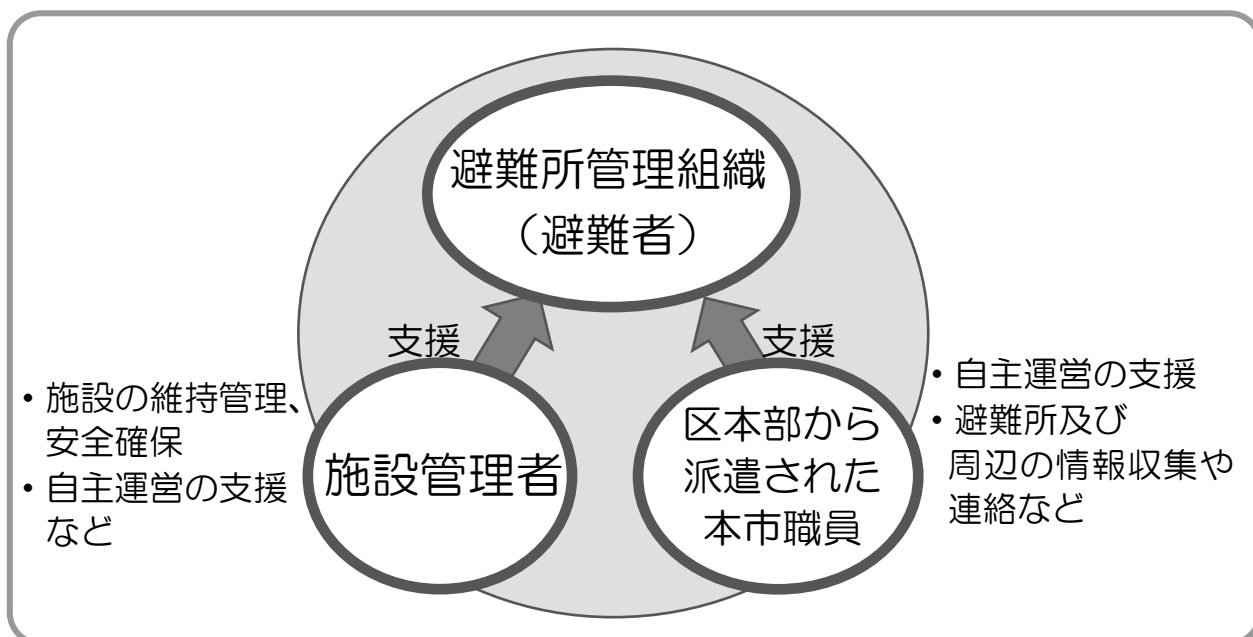 避難所管理組織
（避難者）
支援
支援
・施設の維持管理、
安全確保
・自主運営の支援
など
施設管理者
区本部から
派遣された
本市職員
・自主運営の支援
・避難所及び
周辺の情報収集や
連絡など